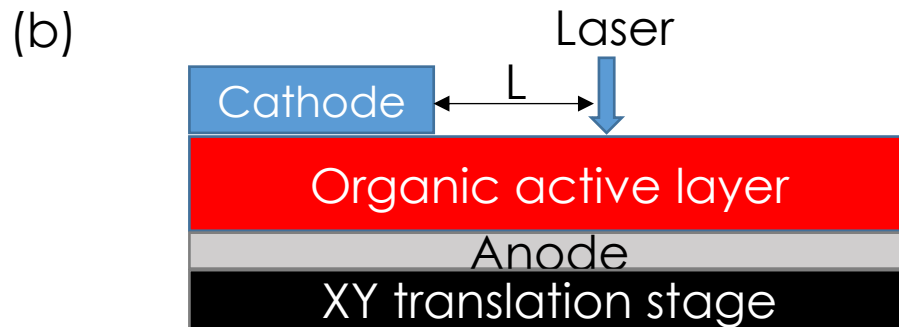 (b)
Laser
Cathode
L
Organic active layer
Anode
XY translation stage